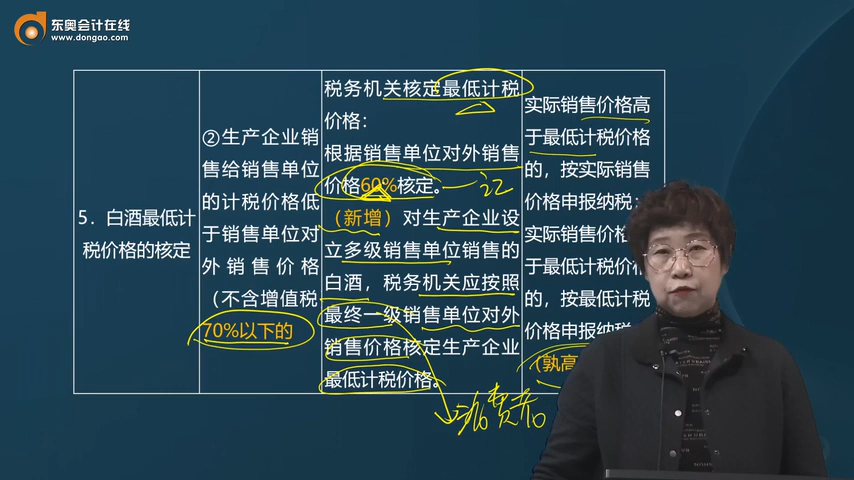 东奥会计在线
www.dongao.com
5．白酒最低计
税价格的核定
②生产企业销
售给销售单位
的计税价格低
于销售单位对
外销售价格
（不含增值税
70%以下的
税务机关核定最低计税
价格：
根据销售单位对外销售
价格60%核定。
（新增）对生产企业设
立多级销售单位销售的
白酒，税务机关应按照
最终一级销售单位对外
销售价格核定生产企业
最低计税价格。
记
消费者
实际销售价格高
于最低计税价格
的，按实际销售
价格申报纳税；
实际销售价格
于最低计税价格
的，按最低计税
价格申报纳税
（孰高